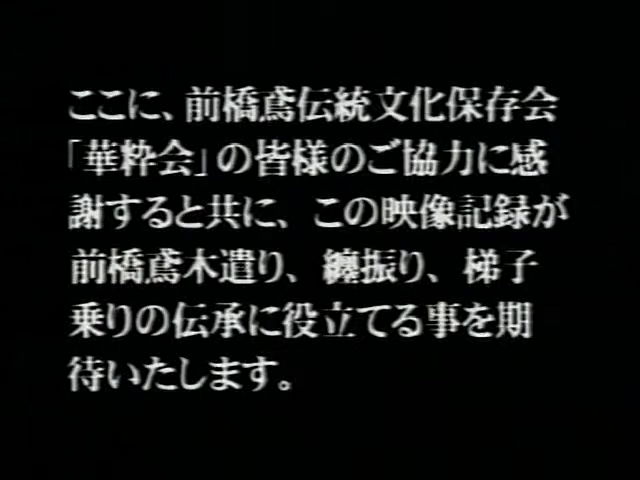 ここに、前橋鳶伝統文化保存会
「華粋会」の皆様のご協力に感
謝すると共に、この映像記録が
前橋鳶木遣り、纏振り、梯子
乗りの伝承に役立てる事を期
待いたします。